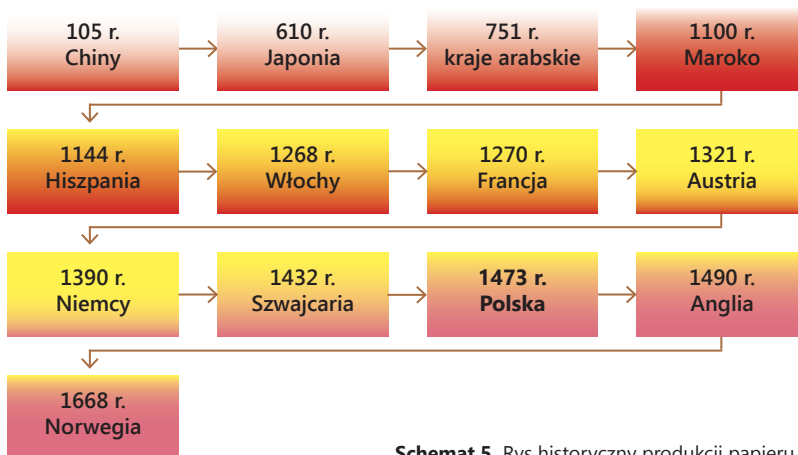 105 r.
Chiny
610 r.
Japonia
751 r.
kraje arabskie
1100 r.
Maroko
1144 r.
Hiszpania
1268 r.
Włochy
1270 r.
Francja
1321 r.
Austria
1390 r.
Niemcy
1432 r.
Szwajcaria
1473 r.
Polska
1490 r.
Anglia
1668 r.
Norwegia
Schemat 5. Rys historyczny produkcji papieru